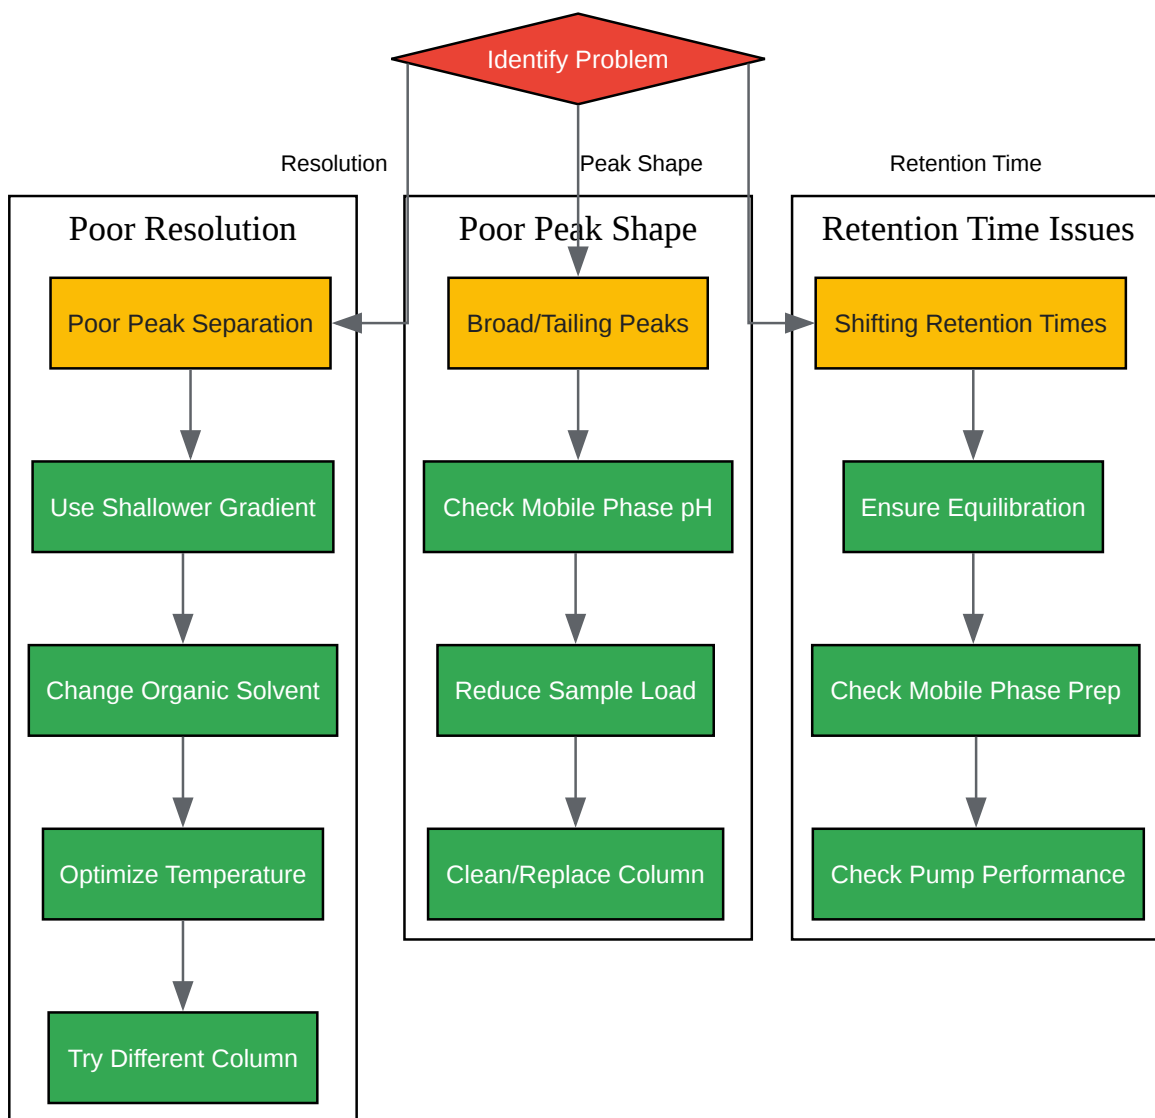 Identify Problem
Resolution
Peak Shape
Retention Time
Poor Resolution
Poor Peak Separation
Use Shallower Gradient
Change Organic Solvent
Optimize Temperature
Try Different Column
Poor Peak Shape
Broad/Tailing Peaks
Check Mobile Phase pH
Reduce Sample Load
Clean/Replace Column
Retention Time Issues
Shifting Retention Times
Ensure Equilibration
Check Mobile Phase Prep
Check Pump Performance